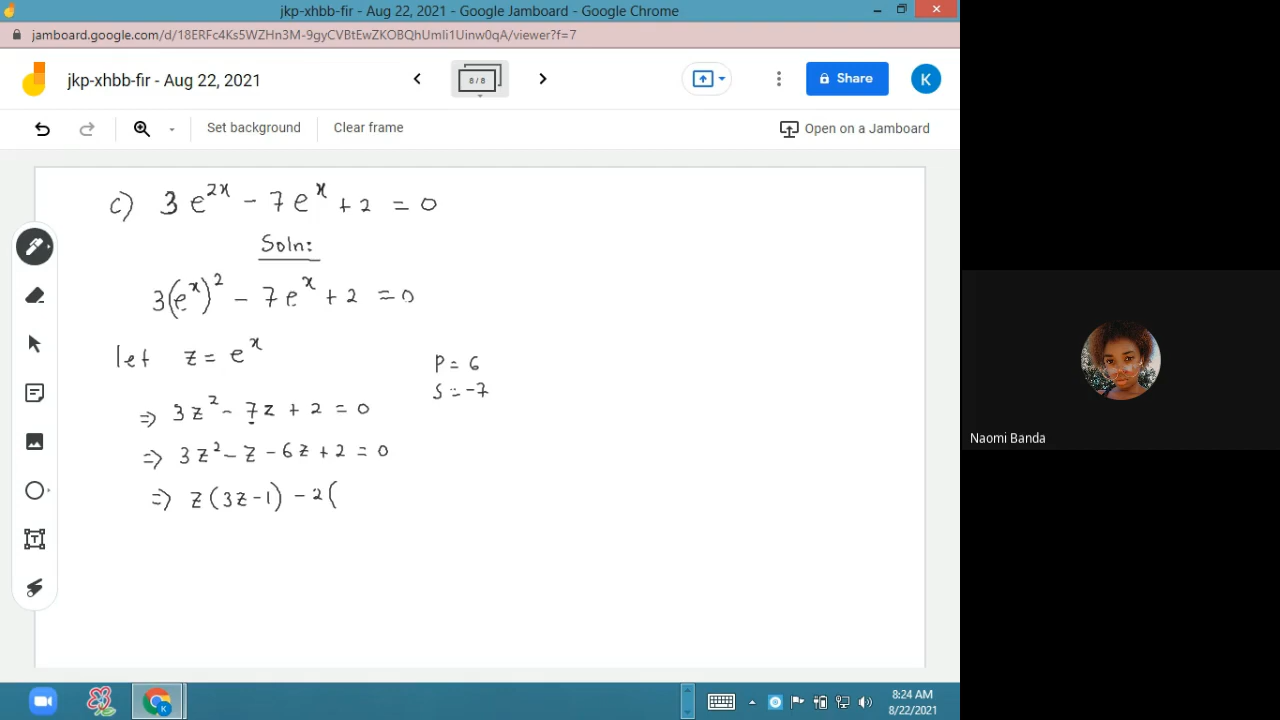 jkp-xhbb-fir - Aug 22, 2021 - Google Jamboard - Google Chrome
jamboard.google.com/d/18ERFc4Ks5WZHn3M-9gyCVBtEwZKOBQhUmli1Uinw0qA/viewer?f=7
jkp-xhbb-fir - Aug 22, 2021
8 / 8
Share
K
Set background
Clear frame
Open on a Jamboard
c) 3e^{2x} - 7e^x + 2 = 0
Soln:
3(e^x)^2 - 7e^x + 2 = 0
let z = e^x
P = 6
S = -7
=> 3z^2 - 7z + 2 = 0
=> 3z^2 - z - 6z + 2 = 0
=> z(3z-1) - 2(
Naomi Banda
8:24 AM
8/22/2021